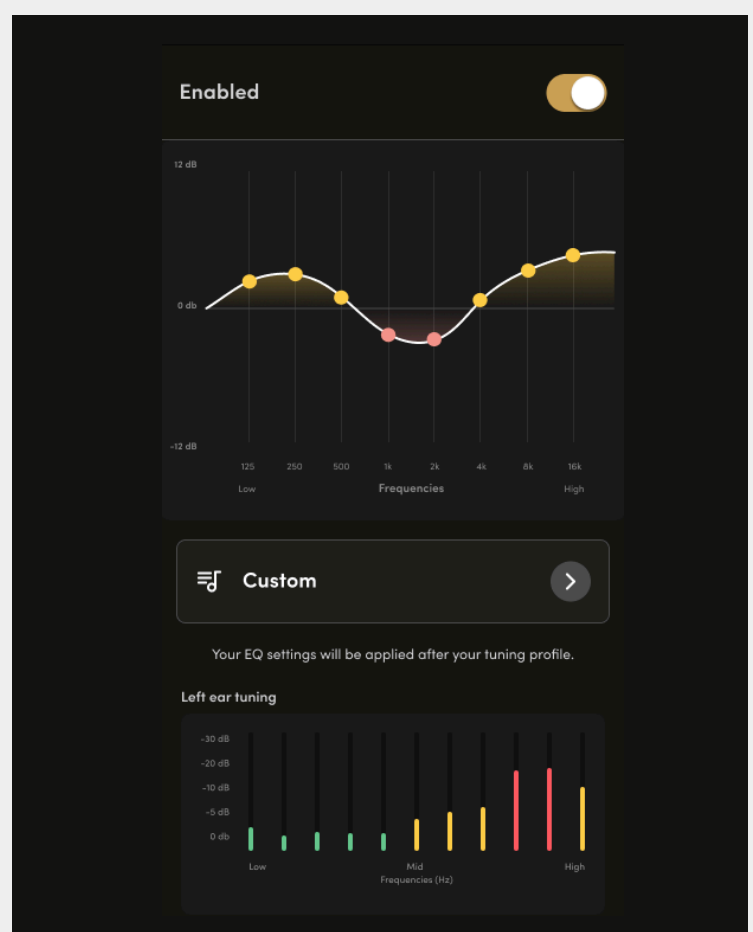 Enabled
12 dB
0 db
-12 dB
125 250 500 1k 2k 4k 8k 16k
Low Frequencies High
Custom
Your EQ settings will be applied after your tuning profile.
Left ear tuning
-30 dB
-20 dB
-10 dB
-5 dB
0 db
Low Mid High
Frequencies (Hz)